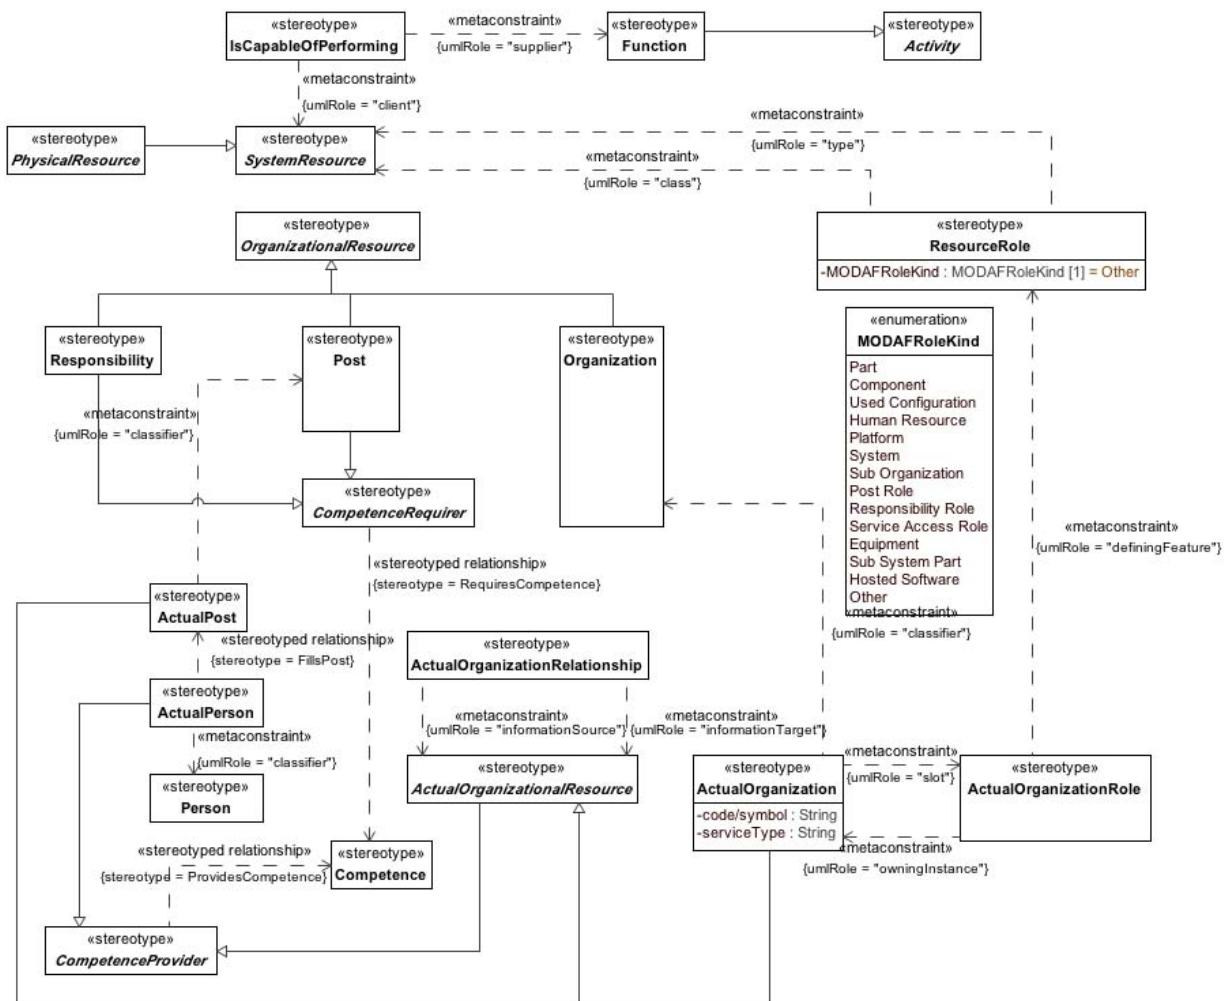 «stereotype»
IsCapableOfPerforming
«metaconstraint»
{umlRole = "supplier"}
«stereotype»
Function
«stereotype»
Activity
«metaconstraint»
{umlRole = "client"}
«stereotype»
PhysicalResource
«stereotype»
SystemResource
«metaconstraint»
{umlRole = "type"}
«metaconstraint»
{umlRole = "class"}
«stereotype»
OrganizationalResource
«stereotype»
ResourceRole
-MODAFRoleKind : MODAFRoleKind [1] = Other
«stereotype»
Responsibility
«stereotype»
Post
«stereotype»
Organization
«enumeration»
MODAFRoleKind
Part
Component
Used Configuration
Human Resource
Platform
System
Sub Organization
Post Role
Responsibility Role
Service Access Role
Equipment
Sub System Part
Hosted Software
Other
«metaconstraint»
{umlRole = "classifier"}
«stereotype»
CompetenceRequirer
«metaconstraint»
{umlRole = "definingFeature"}
«stereotyped relationship»
{stereotype = RequiresCompetence}
«stereotype»
ActualPost
«metaconstraint»
{umlRole = "classifier"}
«stereotyped relationship»
{stereotype = FillsPost}
«stereotype»
ActualOrganizationRelationship
«stereotype»
ActualPerson
«metaconstraint»
{umlRole = "informationSource"}
«metaconstraint»
{umlRole = "informationTarget"}
«metaconstraint»
{umlRole = "classifier"}
«stereotype»
Person
«stereotype»
ActualOrganizationalResource
«stereotype»
ActualOrganization
-code/symbol : String
-serviceType : String
«metaconstraint»
{umlRole = "slot"}
«stereotype»
ActualOrganizationRole
«metaconstraint»
{umlRole = "owningInstance"}
«stereotyped relationship»
{stereotype = ProvidesCompetence}
«stereotype»
Competence
«stereotype»
CompetenceProvider